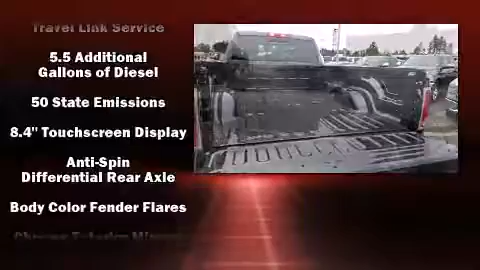 Travel Link Service
5.5 Additional
Gallons of Diesel
50 State Emissions
8.4" Touchscreen Display
Anti-Spin
Differential Rear Axle
Body Color Fender Flares